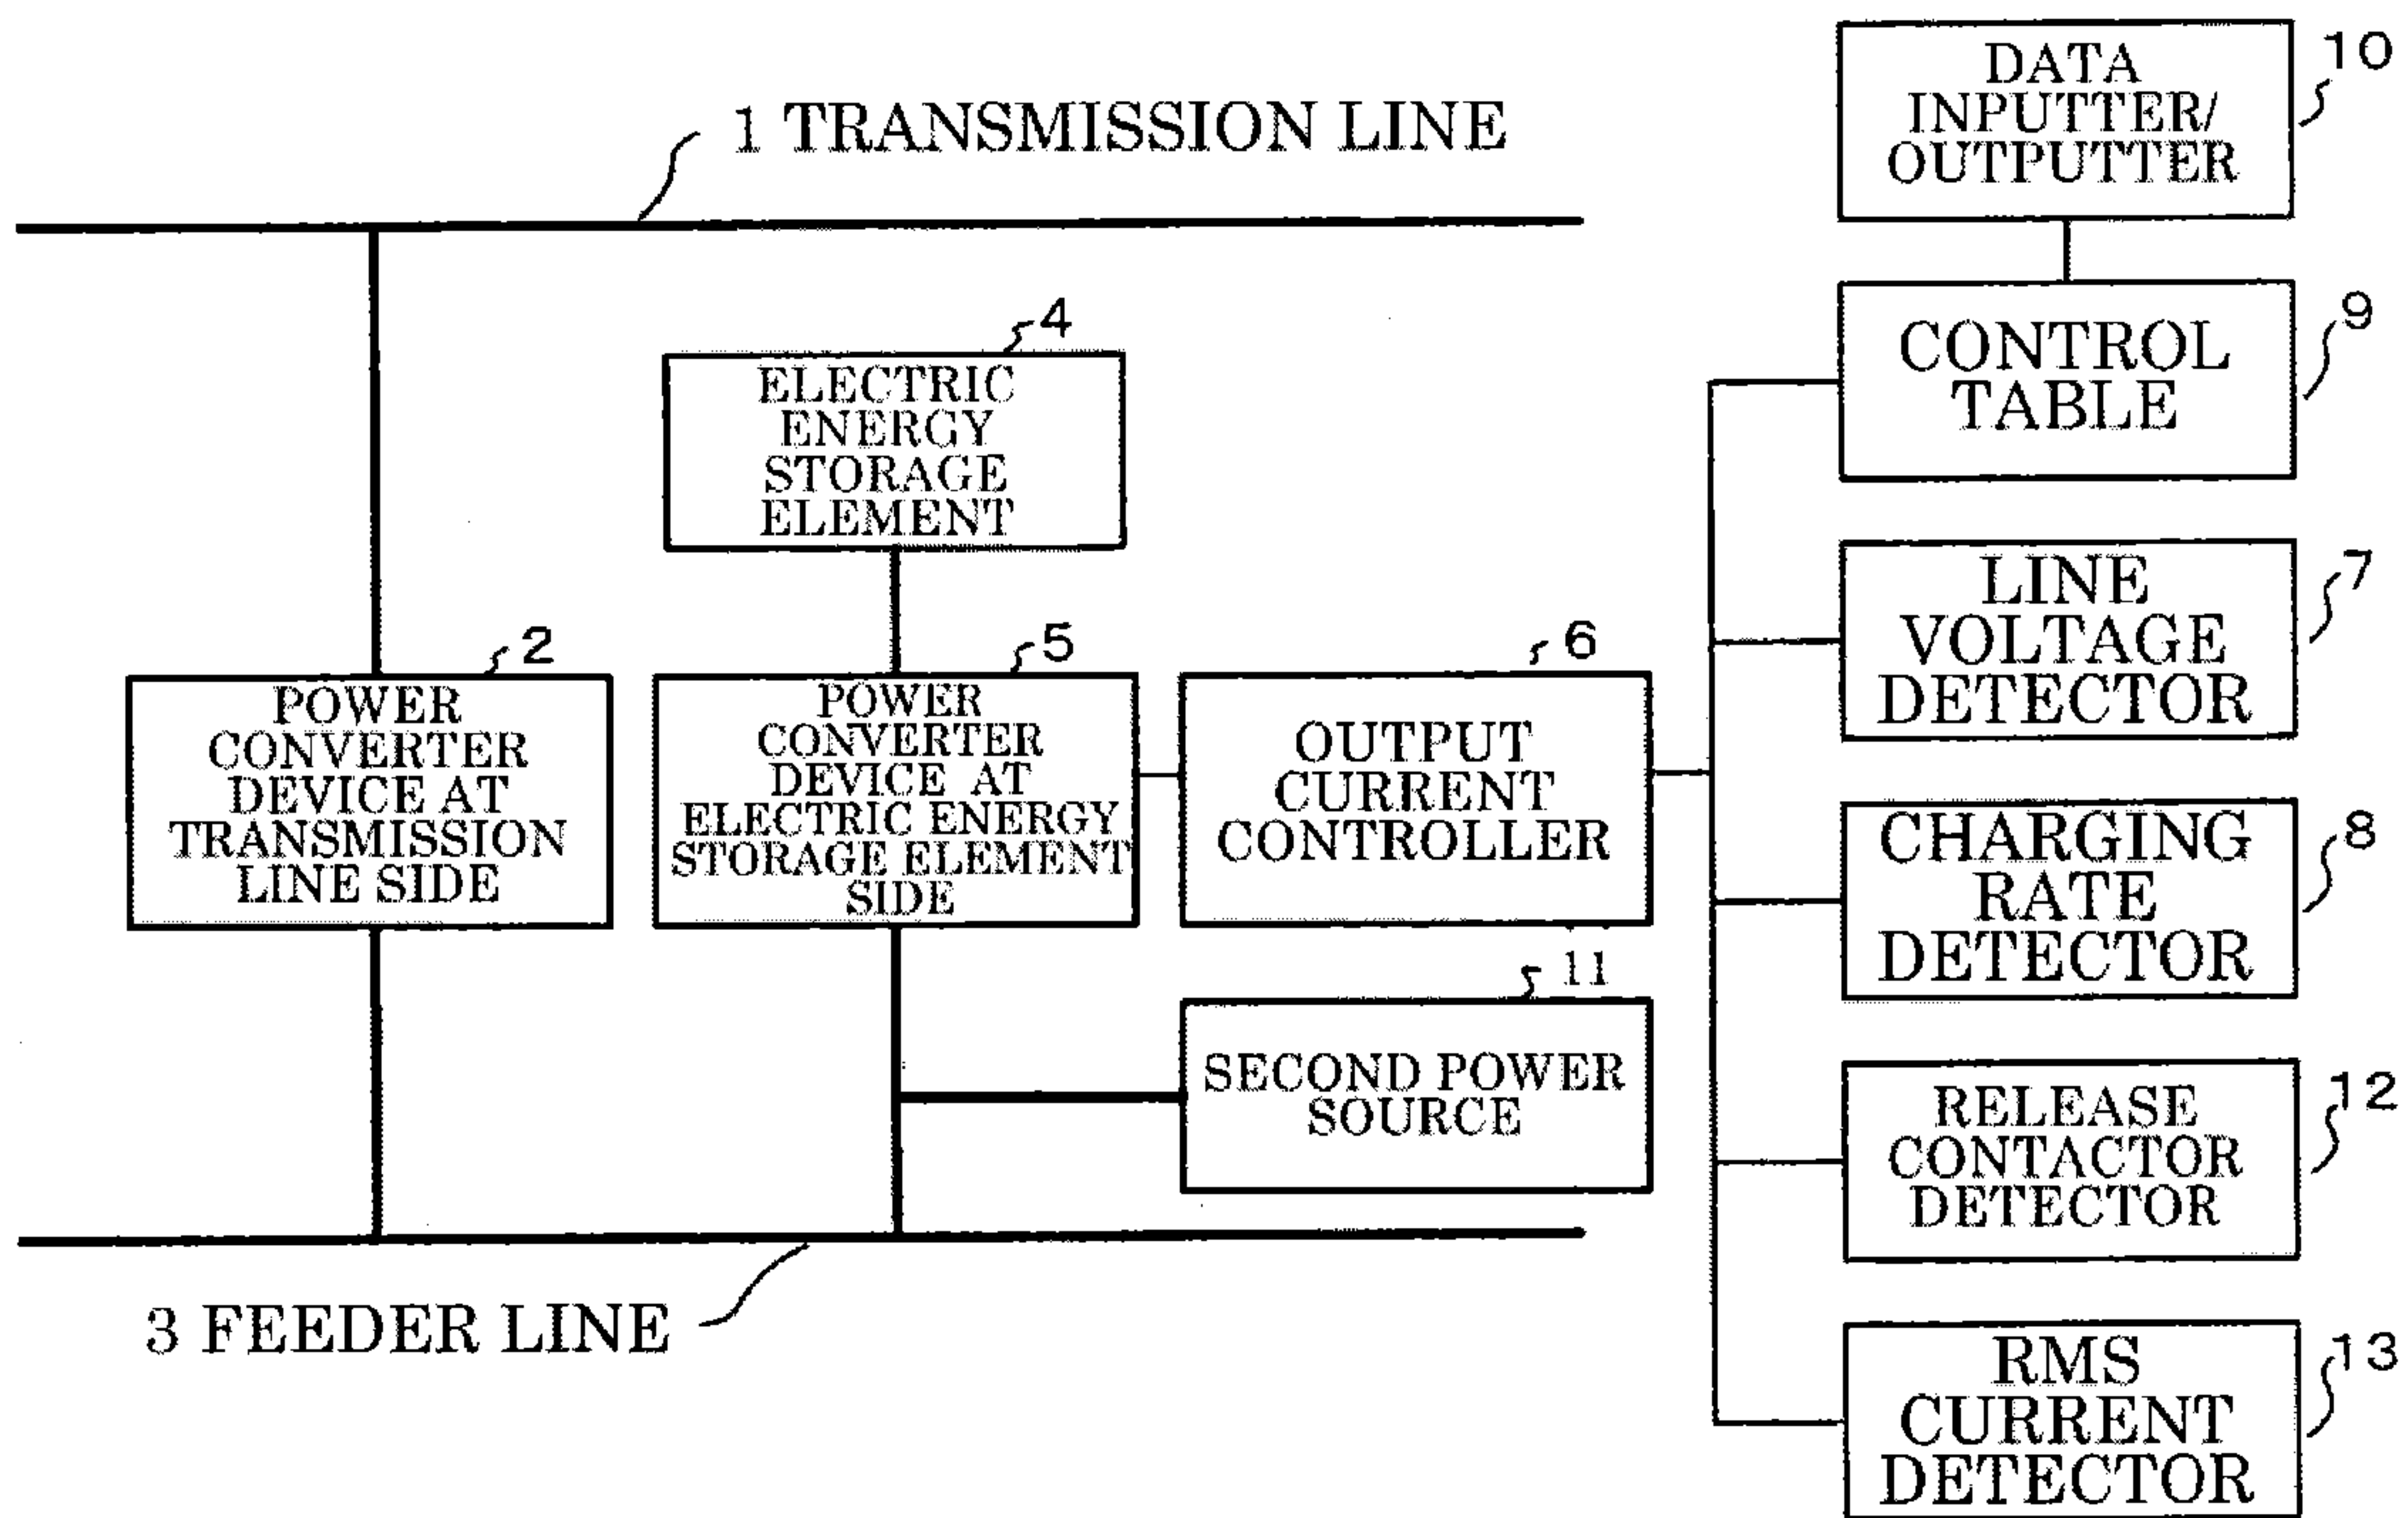 1 TRANSMISSION LINE
10
DATA
INPUTTER/
OUTPUTTER
9
CONTROL
TABLE
4
ELECTRIC
ENERGY
STORAGE
ELEMENT
7
LINE
VOLTAGE
DETECTOR
2
POWER
CONVERTER
DEVICE AT
TRANSMISSION
LINE SIDE
5
POWER
CONVERTER
DEVICE AT
ELECTRIC ENERGY
STORAGE ELEMENT
SIDE
6
OUTPUT
CURRENT
CONTROLLER
8
CHARGING
RATE
DETECTOR
11
SECOND POWER
SOURCE
12
RELEASE
CONTACTOR
DETECTOR
3 FEEDER LINE
13
RMS
CURRENT
DETECTOR